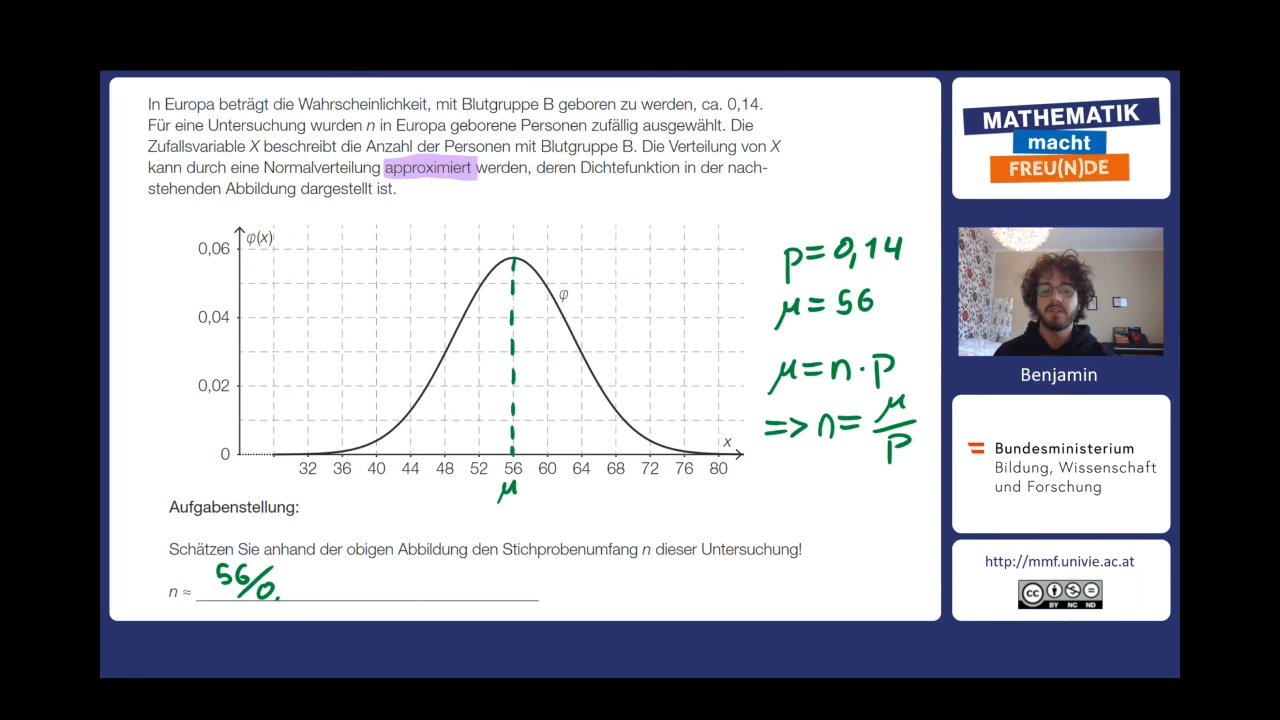 In Europa beträgt die Wahrscheinlichkeit, mit Blutgruppe B geboren zu werden, ca. 0,14.
Für eine Untersuchung wurden n in Europa geborene Personen zufällig ausgewählt. Die
Zufallsvariable X beschreibt die Anzahl der Personen mit Blutgruppe B. Die Verteilung von X
kann durch eine Normalverteilung approximiert werden, deren Dichtefunktion in der nach-
stehenden Abbildung dargestellt ist.
φ(x)
0,06
0,04
0,02
0
φ
x
32 36 40 44 48 52 56 60 64 68 72 76 80
μ
p=0,14
μ=56
μ=n·p
=>n=μ/p
Aufgabenstellung:
Schätzen Sie anhand der obigen Abbildung den Stichprobenumfang n dieser Untersuchung!
n ≈ 56/0,
MATHEMATIK
macht
FREU(N)DE
Benjamin
Bundesministerium
Bildung, Wissenschaft
und Forschung
http://mmf.univie.ac.at
cc
BY NC ND